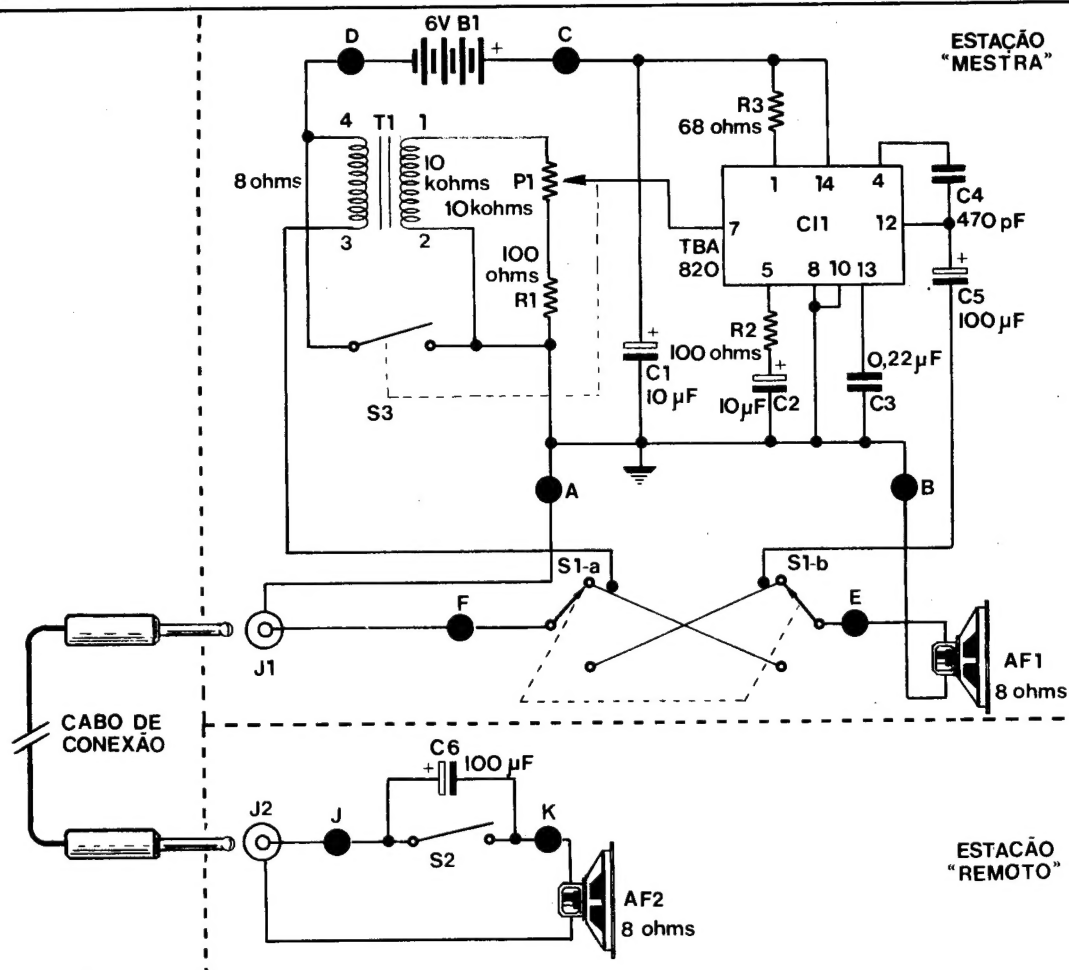 ESTAÇÃO
"MESTRA"
D
6V B1
+
C
4
T1
1
8 ohms
10
kohms
P1
10kohms
3
2
100
ohms
R1
S3
R3
68 ohms
1
14
4
C4
470 pF
7
CI1
12
TBA
820
5
8
10
13
+
C5
100 µF
R2
100 ohms
+
10µF
C2
0,22µF
C3
+
C1
10 µF
A
B
S1-a
S1-b
F
E
J1
AF1
8 ohms
CABO DE
CONEXÃO
C6
+
100 µF
J2
J
K
S2
AF2
8 ohms
ESTACÃO
"REMOTO"